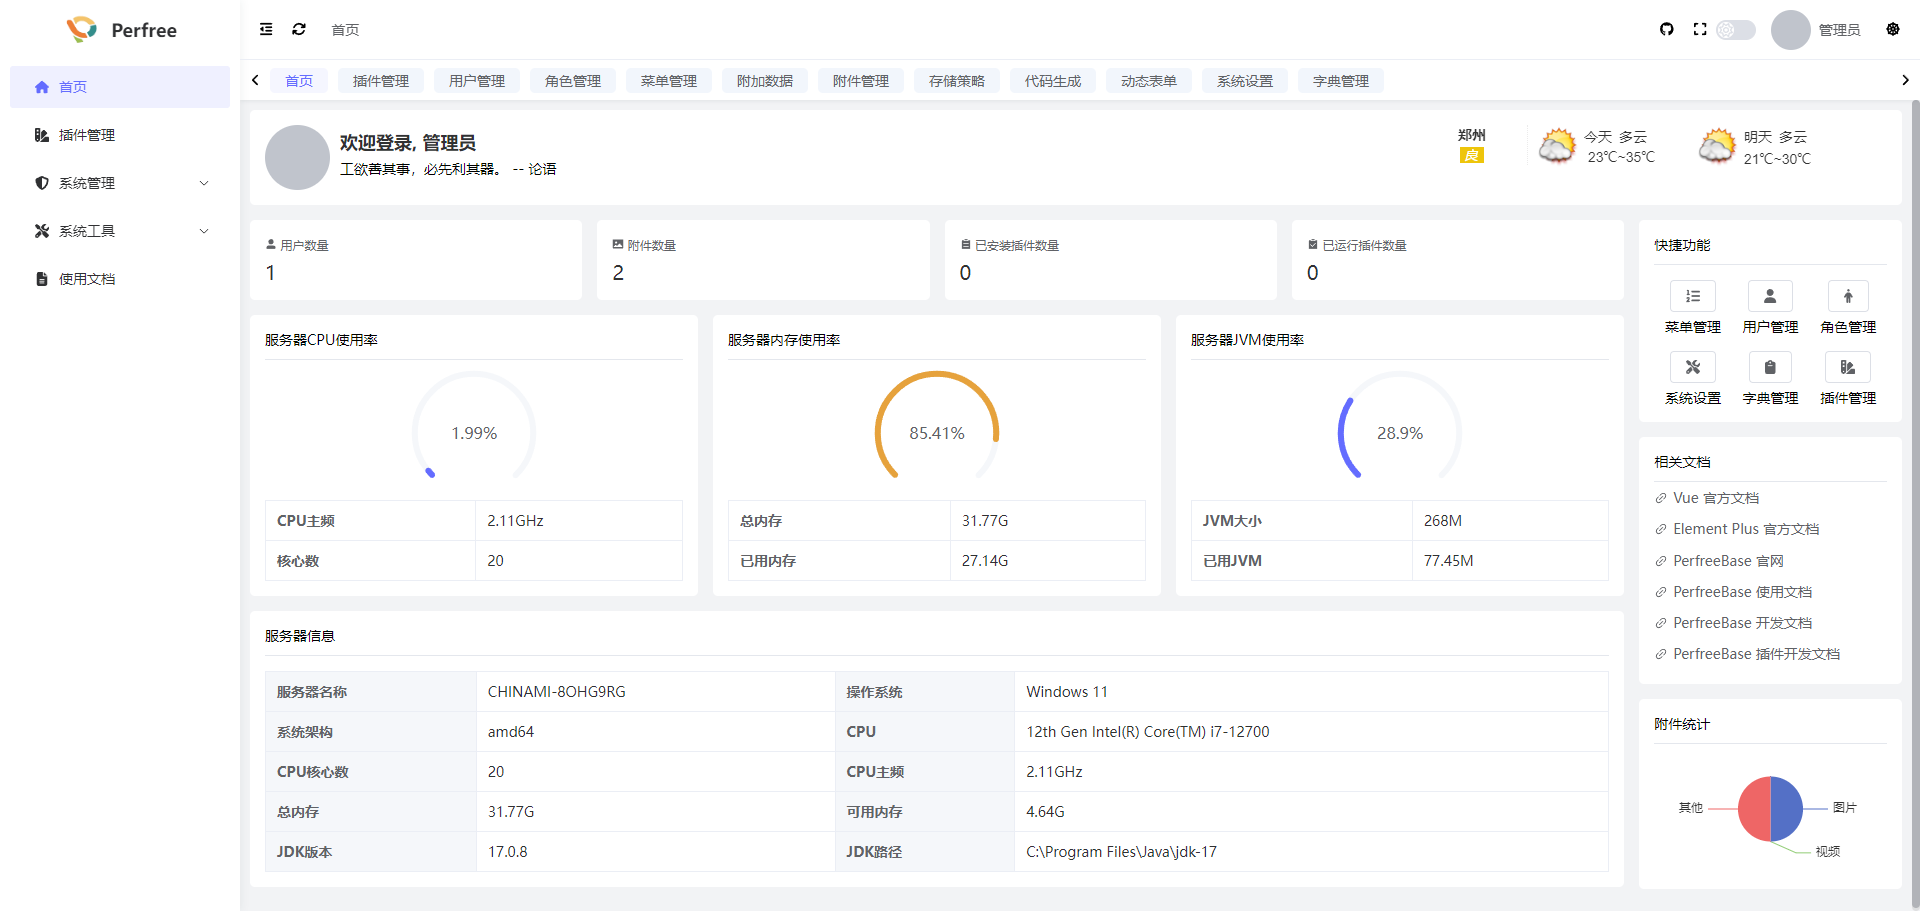 Perfree
首页
插件管理
系统管理
系统工具
使用文档
首页
管理员
首页 插件管理 用户管理 角色管理 菜单管理 附加数据 附件管理 存储策略 代码生成 动态表单 系统设置 字典管理
欢迎登录, 管理员
工欲善其事，必先利其器。 -- 论语
郑州
良
今天 多云
23℃~35℃
明天 多云
21℃~30℃
用户数量
1
附件数量
2
已安装插件数量
0
已运行插件数量
0
服务器CPU使用率
1.99%
CPU主频 2.11GHz
核心数 20
服务器内存使用率
85.41%
总内存 31.77G
已用内存 27.14G
服务器JVM使用率
28.9%
JVM大小 268M
已用JVM 77.45M
服务器信息
服务器名称 CHINAMI-8OHG9RG 操作系统 Windows 11
系统架构 amd64 CPU 12th Gen Intel(R) Core(TM) i7-12700
CPU核心数 20 CPU主频 2.11GHz
总内存 31.77G 可用内存 4.64G
JDK版本 17.0.8 JDK路径 C:\Program Files\Java\jdk-17
快捷功能
菜单管理 用户管理 角色管理
系统设置 字典管理 插件管理
相关文档
Vue 官方文档
Element Plus 官方文档
PerfreeBase 官网
PerfreeBase 使用文档
PerfreeBase 开发文档
PerfreeBase 插件开发文档
附件统计
其他
图片
视频